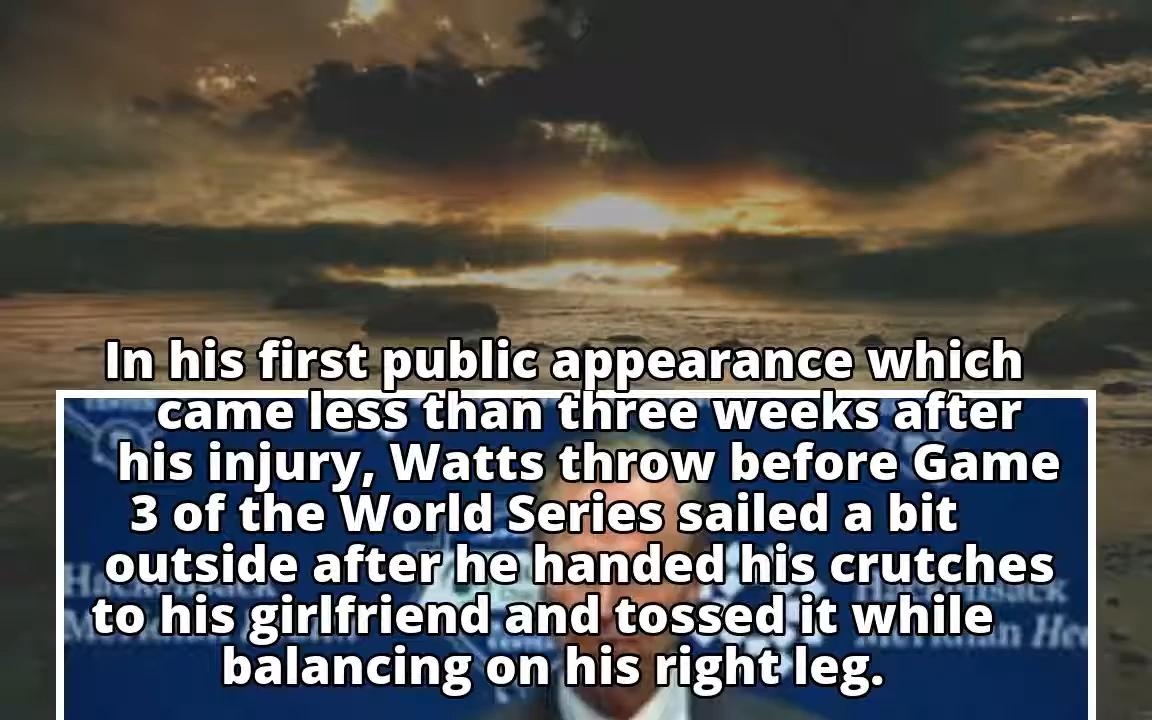 In his first public appearance which
came less than three weeks after
his injury, Watts throw before Game
3 of the World Series sailed a bit
outside after he handed his crutches
to his girlfriend and tossed it while
balancing on his right leg.